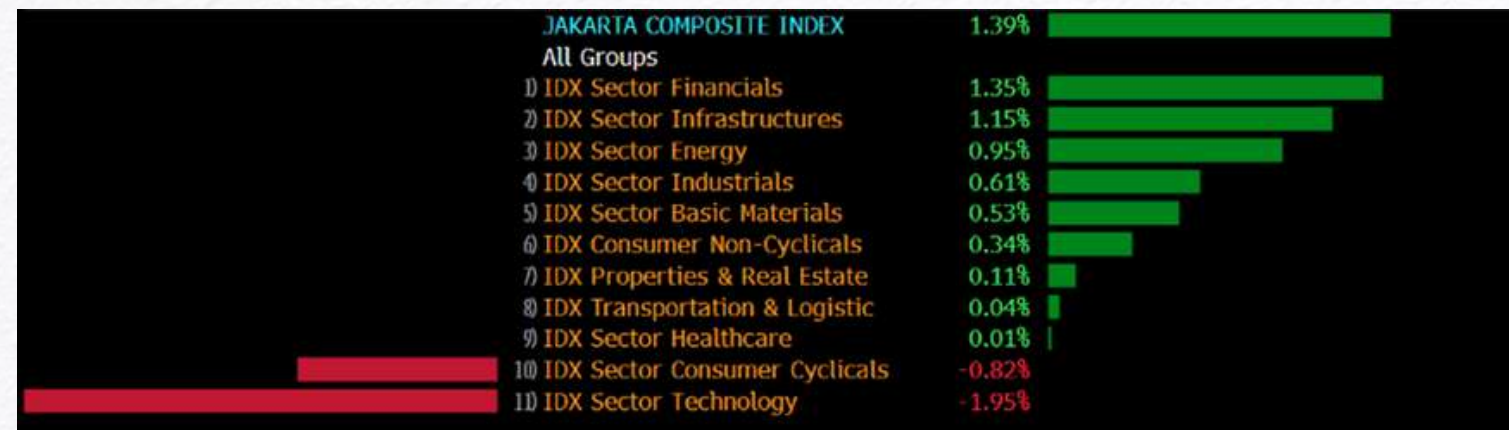 JAKARTA COMPOSITE INDEX 1.39%
All Groups
1) IDX Sector Financials 1.35%
2) IDX Sector Infrastructures 1.15%
3) IDX Sector Energy 0.95%
4) IDX Sector Industrials 0.61%
5) IDX Sector Basic Materials 0.53%
6) IDX Consumer Non-Cyclicals 0.34%
7) IDX Properties & Real Estate 0.11%
8) IDX Transportation & Logistic 0.04%
9) IDX Sector Healthcare 0.01%
10) IDX Sector Consumer Cyclicals -0.82%
11) IDX Sector Technology -1.95%